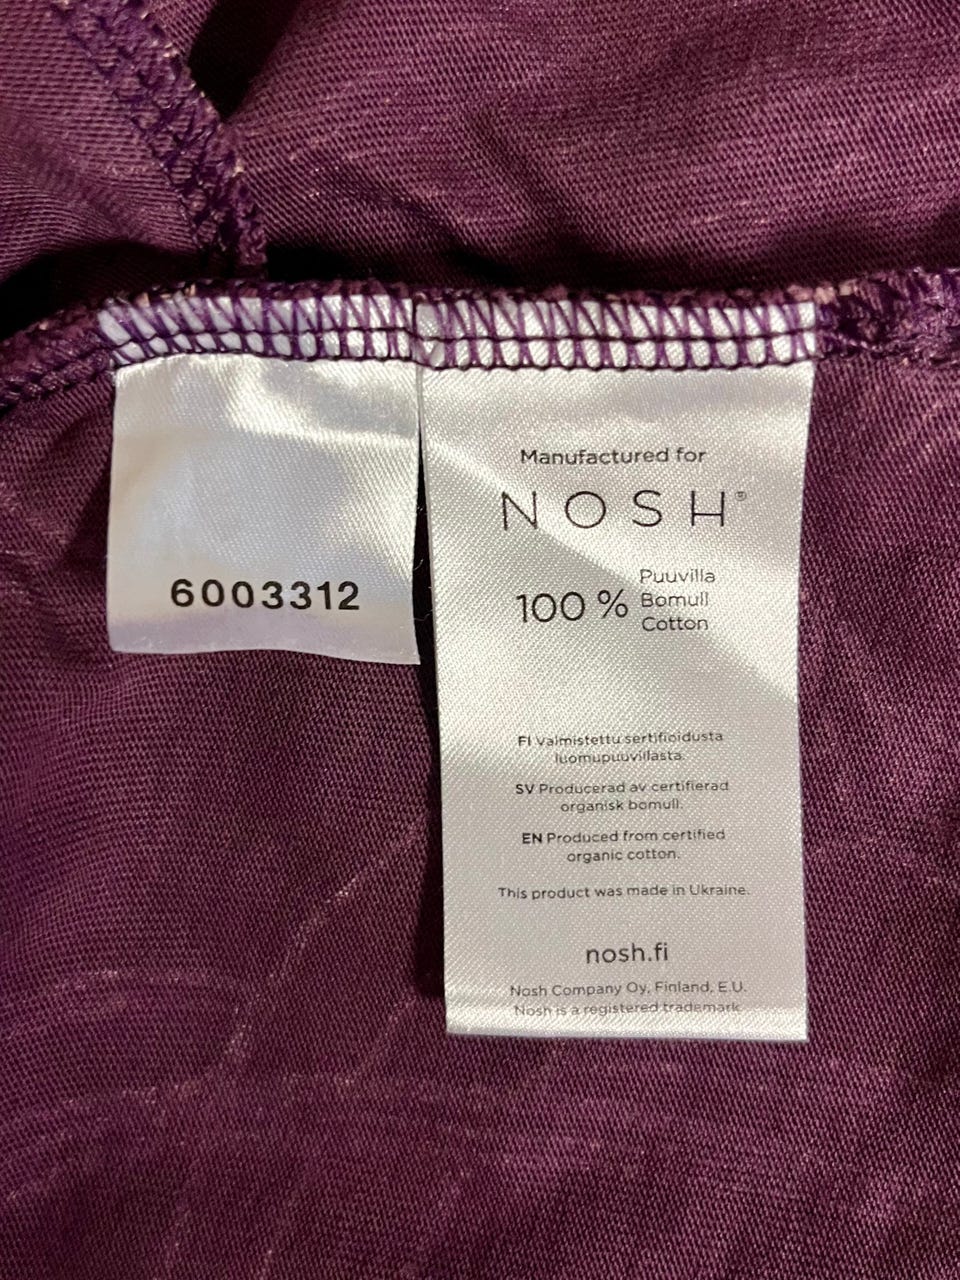 6003312
Manufactured for
NOSH®
100 %
Puuvilla
Bomull
Cotton
FI Valmistettu sertifioidusta
luomupuuvillasta.
SV Producerad av certifierad
organisk bomull.
EN Produced from certified
organic cotton.
This product was made in Ukraine.
nosh.fi
Nosh Company Oy, Finland, E.U.
Nosh is a registered trademark